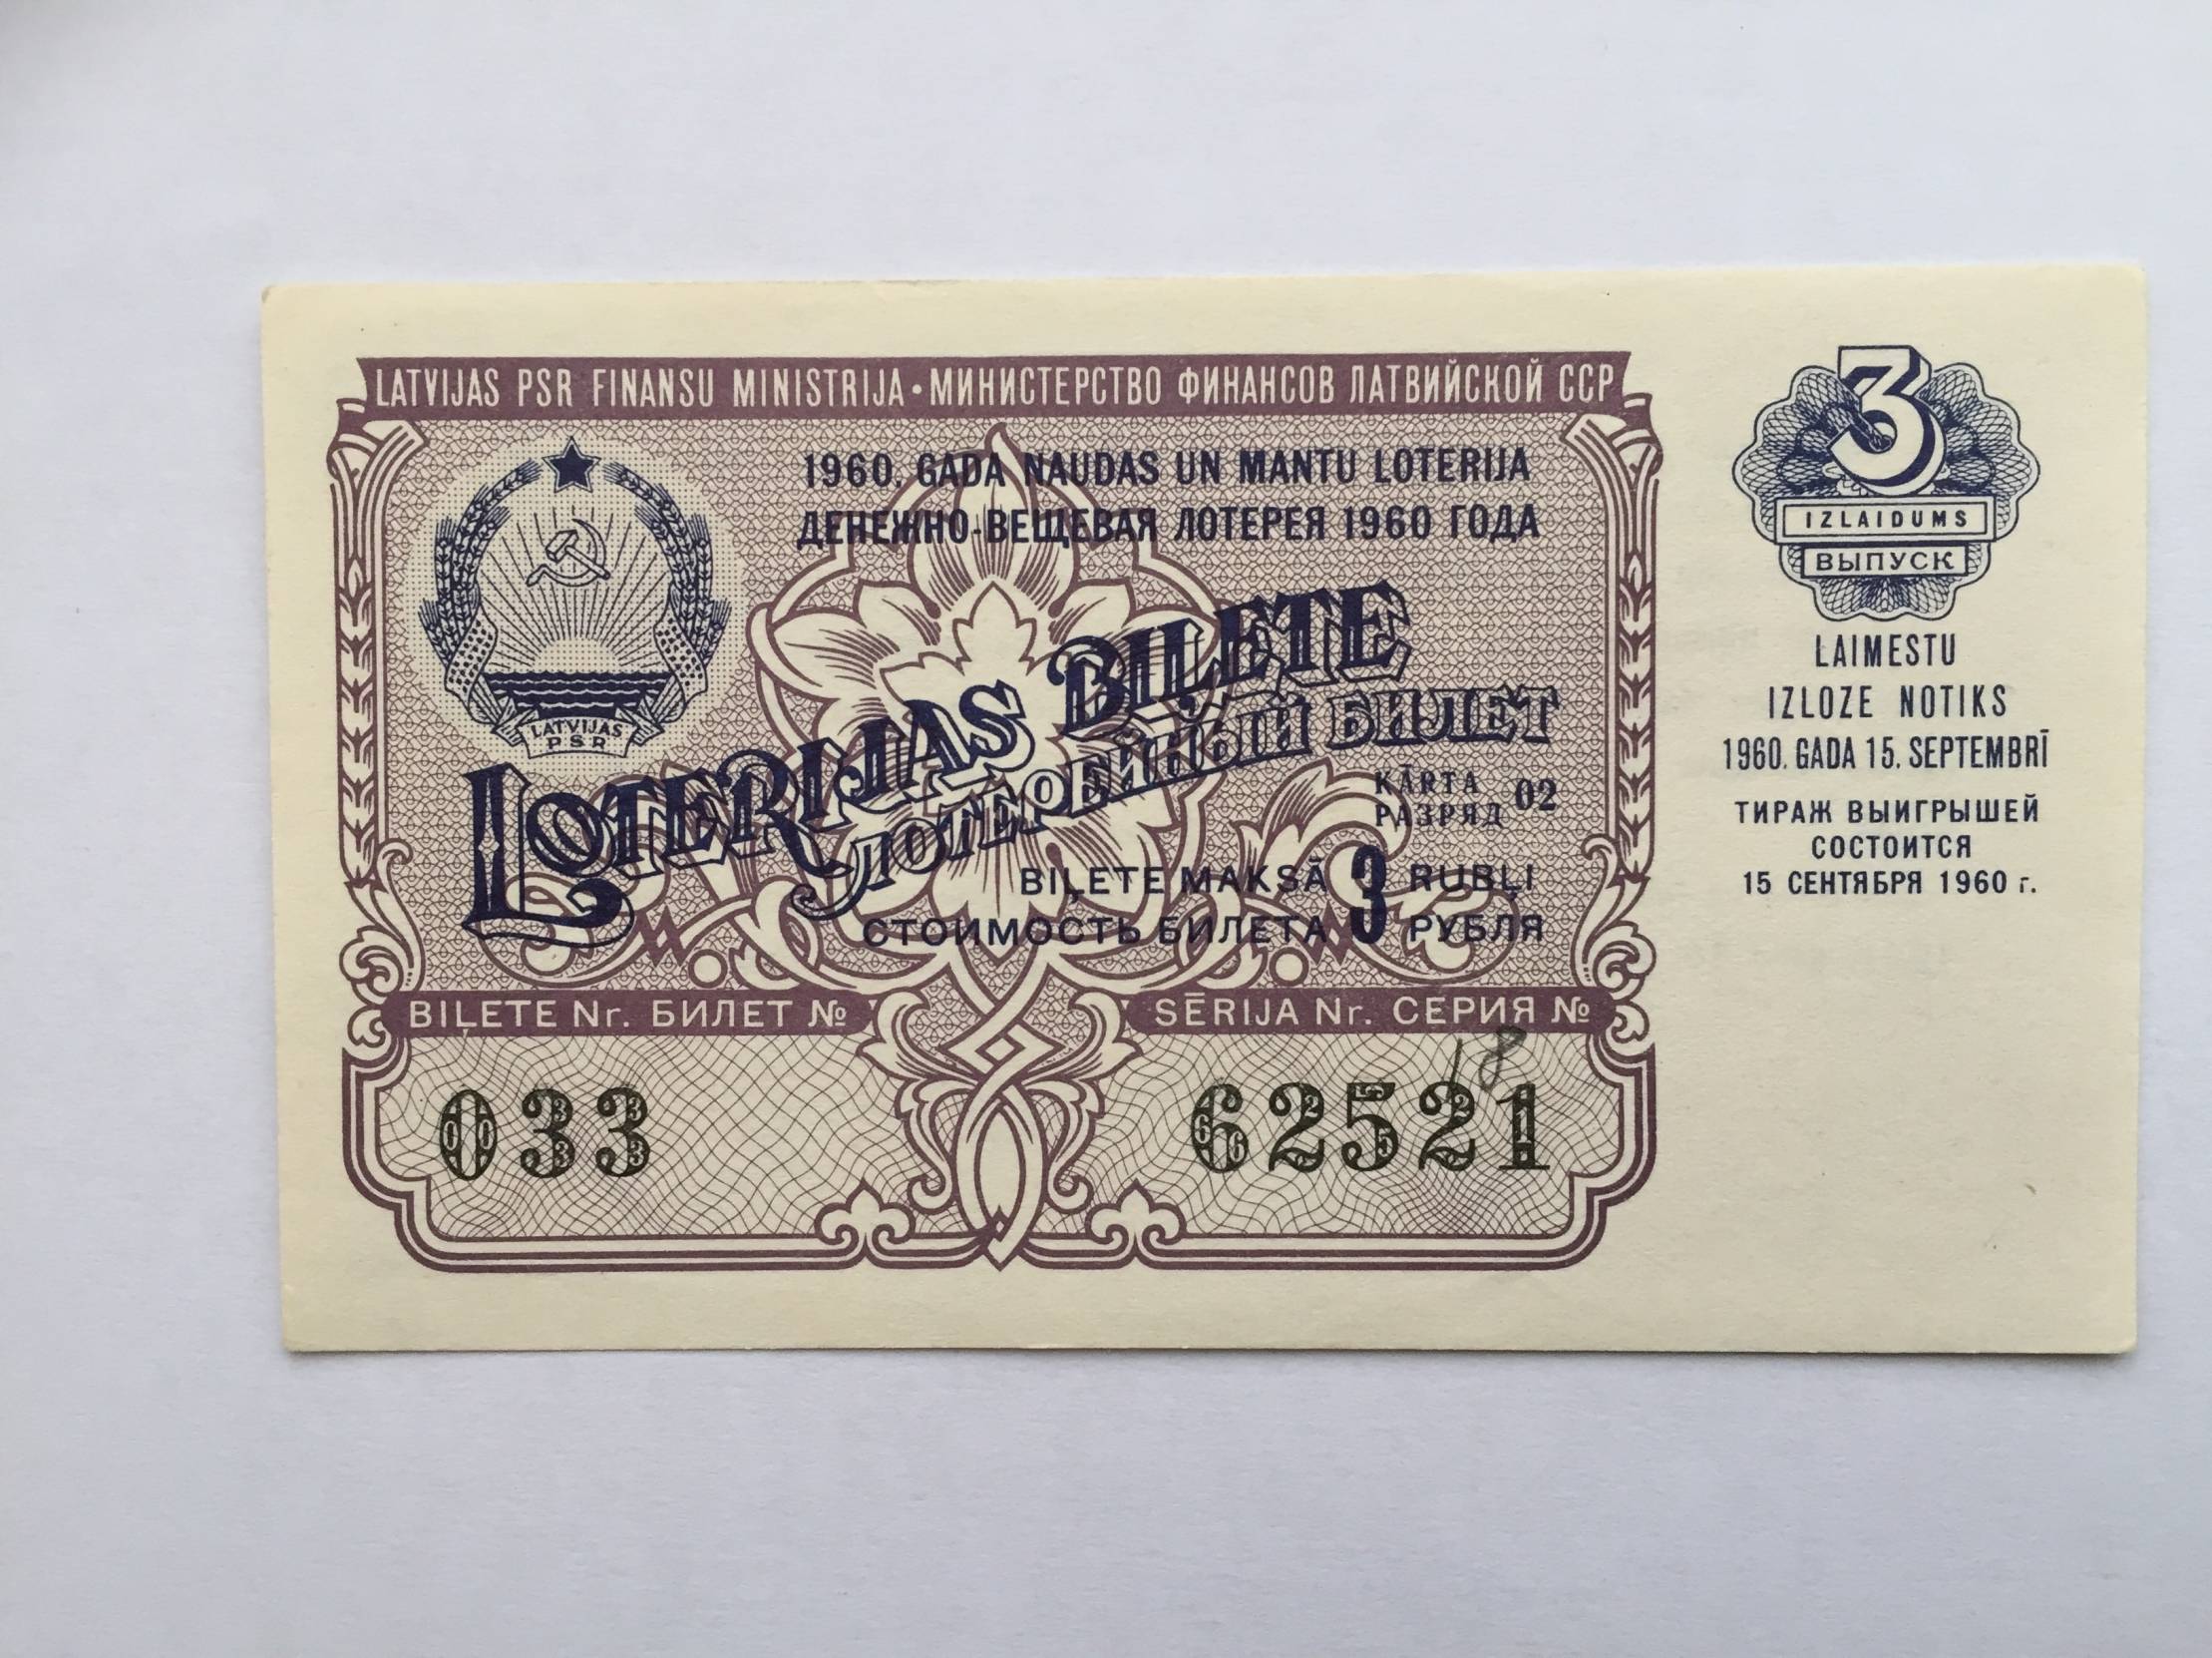 LATVIJAS PSR FINANSU MINISTRIJA • МИНИСТЕРСТВО ФИНАНСОВ ЛАТВИЙСКОЙ ССР
1960. GADA NAUDAS UN MANTU LOTERIJA
ДЕНЕЖНО-ВЕЩЕВАЯ ЛОТЕРЕЯ 1960 ГОДА
LATVIJAS
PSR
LOTERIJAS BIĻETE
ЛОТЕРЕЙНЫЙ БИЛЕТ
KĀRTA
РАЗРЯД 02
BIĻETE MAKSĀ 3 RUBĻI
СТОИМОСТЬ БИЛЕТА 3 РУБЛЯ
BIĻETE Nr. БИЛЕТ №
SĒRIJA Nr. СЕРИЯ №
18
033
62521
3
IZLAIDUMS
ВЫПУСК
LAIMESTU
IZLOZE NOTIKS
1960. GADA 15. SEPTEMBRĪ
ТИРАЖ ВЫИГРЫШЕЙ
СОСТОИТСЯ
15 СЕНТЯБРЯ 1960 г.